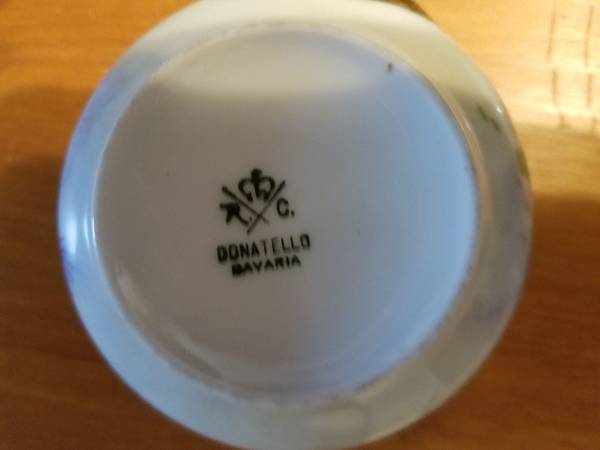 R. C.
DONATELLO
BAVARIA